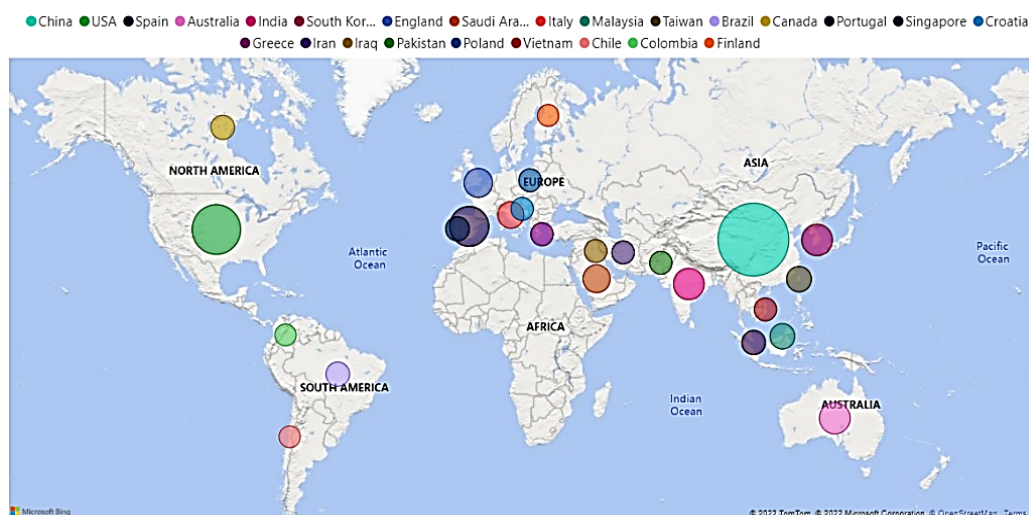 China USA Spain Australia India South Kor... England Saudi Ara... Italy Malaysia Taiwan Brazil Canada Portugal Singapore Croatia
Greece Iran Iraq Pakistan Poland Vietnam Chile Colombia Finland
ASIA
NORTH AMERICA
EUROPE
Atlantic
Ocean
Pacific
Ocean
AFRICA
SOUTH AMERICA
Indian
Ocean
AUSTRALIA
Microsoft Bing
© 2022 TomTom, © 2022 Microsoft Corporation, © OpenStreetMap, Terms